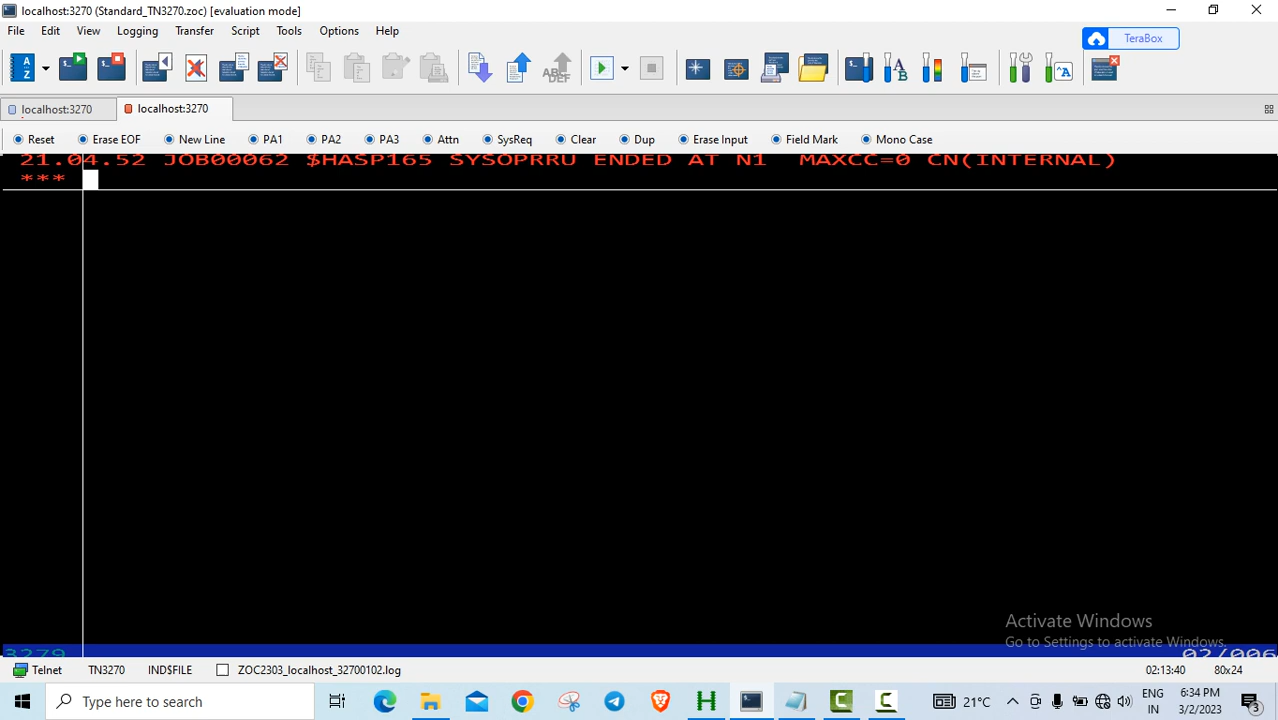 localhost:3270 (Standard_TN3270.zoc) [evaluation mode]
File Edit View Logging Transfer Script Tools Options Help
TeraBox
localhost:3270 localhost:3270
Reset Erase EOF New Line PA1 PA2 PA3 Attn SysReq Clear Dup Erase Input Field Mark Mono Case
21.04.52 JOB00062 $HASP165 SYSOPRRU ENDED AT N1 MAXCC=0 CN(INTERNAL)
***
Activate Windows
Go to Settings to activate Windows.
3279 02/006
Telnet TN3270 IND$FILE ZOC2303_localhost_32700102.log 02:13:40 80x24
Type here to search 21°C ENG IN 6:34 PM 3/2/2023 3